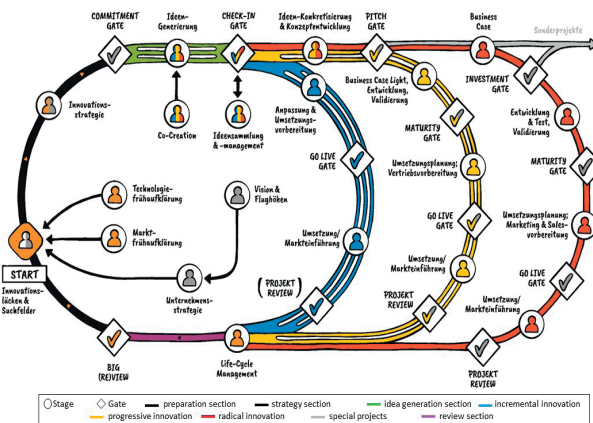 COMMITMENT
GATE
Ideen-
Generierung
CHECK-IN
GATE
Ideen-Konkretisierung
& Konzeptentwicklung
PITCH
GATE
Business
Case
Sonderprojekte
Innovations-
strategie
Co-Creation
Ideensammlung
& -management
Anpassung &
Umsetzungs-
vorbereitung
Business Case Light,
Entwicklung,
Validierung
INVESTMENT
GATE
Entwicklung
& Test,
Validierung
MATURITY
GATE
GO LIVE
GATE
MATURITY
GATE
Umsetzungsplanung;
Vertriebsvorbereitung
Technologie-
frühaufklärung
Vision &
Flughöhen
Markt-
frühaufklärung
Umsetzung/
Markteinführung
GO LIVE
GATE
Umsetzungsplanung;
Marketing & Sales-
vorbereitung
START
Innovations-
lücken &
Suchfelder
Unternehmens-
strategie
(PROJEKT
REVIEW)
Umsetzung/
Markteinführung
GO LIVE
GATE
PROJEKT
REVIEW
Umsetzung/
Markteinführung
BIG
(RE)VIEW
Life-Cycle
Management
PROJEKT
REVIEW
Stage Gate preparation section strategy section idea generation section incremental innovation
progressive innovation radical innovation special projects review section